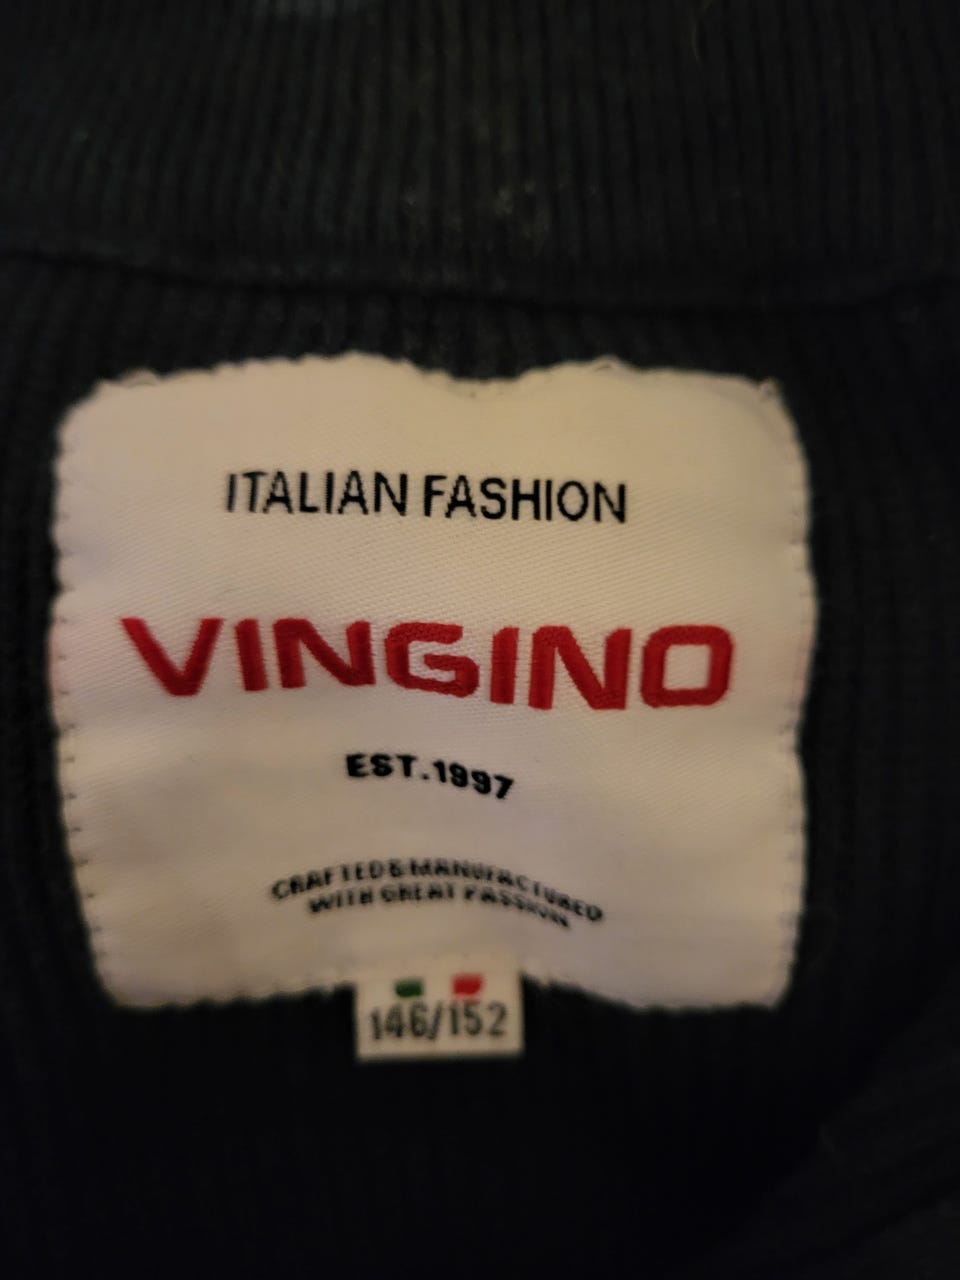 ITALIAN FASHION
VINGINO
EST.1997
CRAFTED & MANUFACTURED
WITH GREAT PASSION
146/152